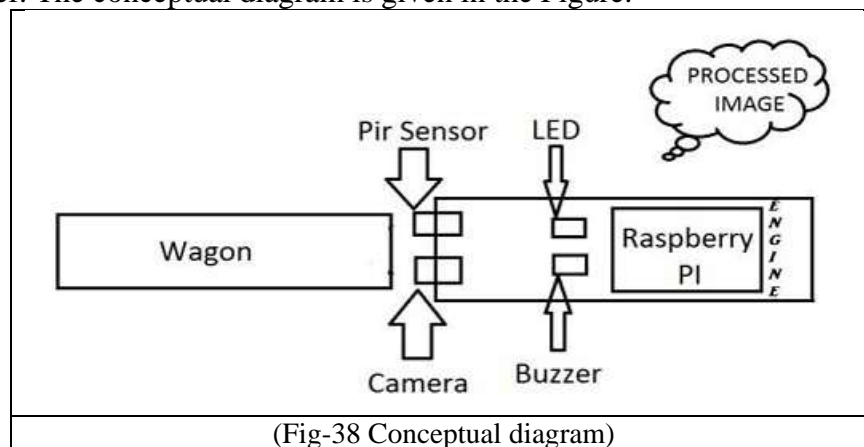 er. The conceptual diagram is given in the Figure.
PROCESSED
IMAGE
Pir Sensor
LED
Wagon
Raspberry
PI
ENGINE
Camera
Buzzer
(Fig-38 Conceptual diagram)